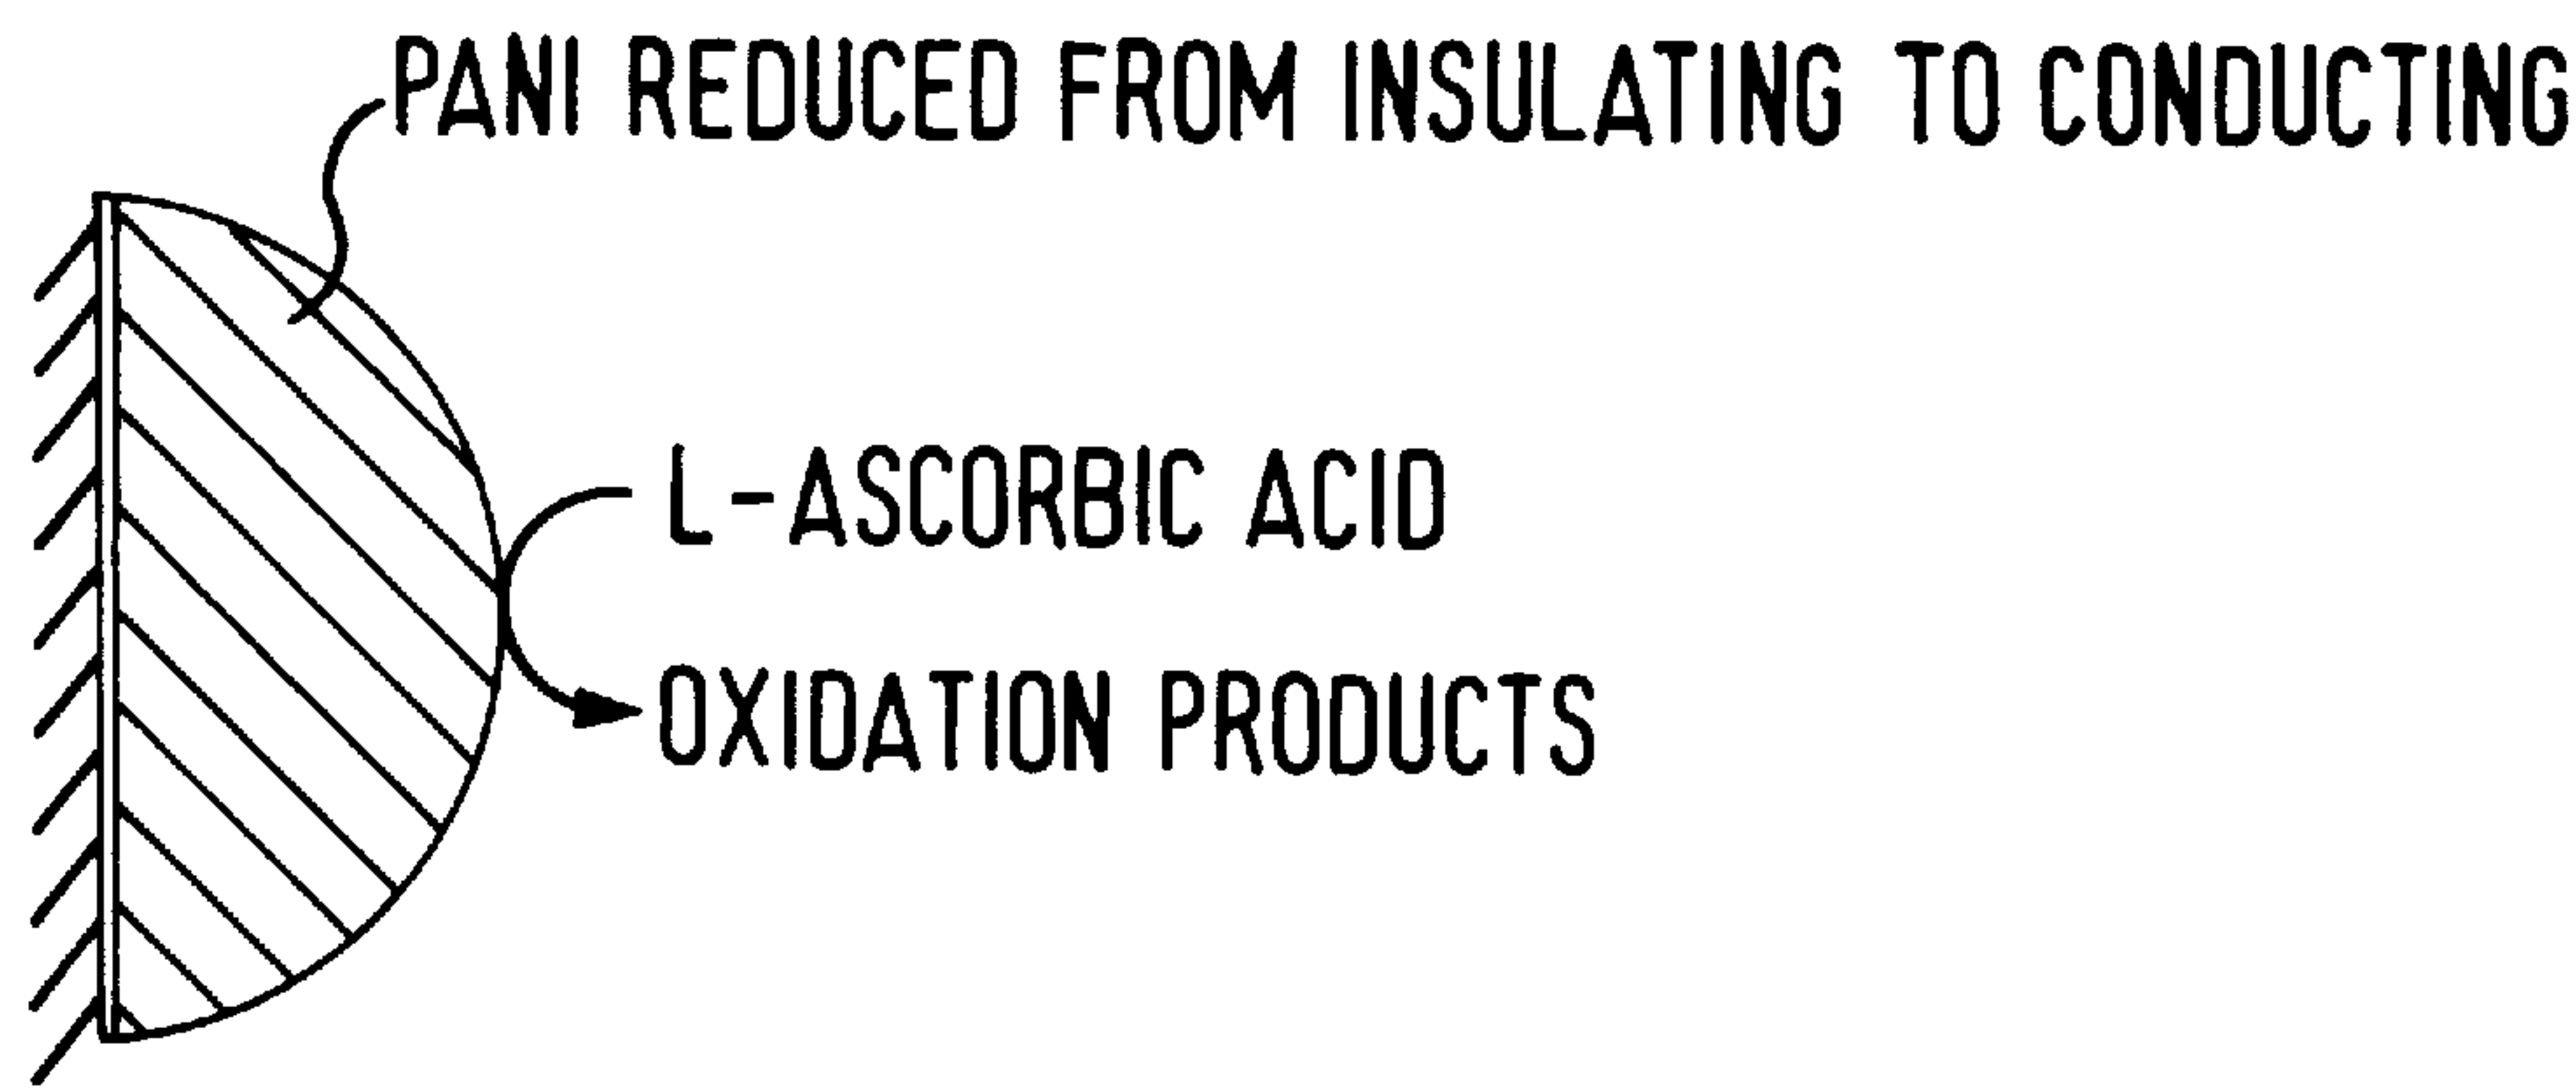 PANI REDUCED FROM INSULATING TO CONDUCTING
L-ASCORBIC ACID
OXIDATION PRODUCTS